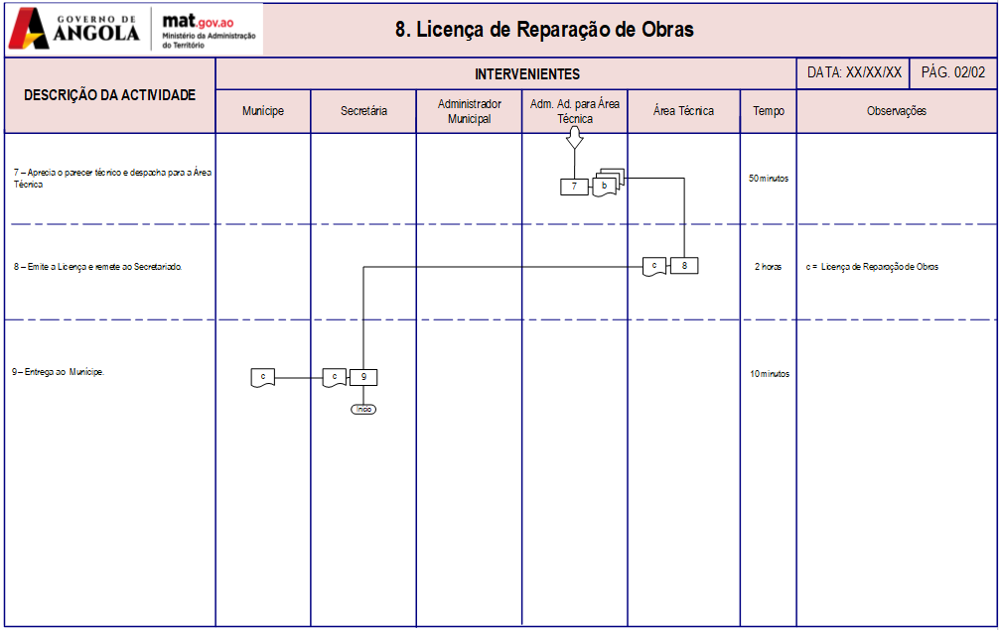 GOVERNO DE
ANGOLA
mat.gov.ao
Ministério da Administração
do Território
8. Licença de Reparação de Obras
DESCRIÇÃO DA ACTIVIDADE
INTERVENIENTES
DATA: XX/XX/XX
PÁG. 02/02
Munícipe
Secretária
Administrador
Municipal
Adm. Ad. para Área
Técnica
Área Técnica
Tempo
Observações
7 – Aprecia o parecer técnico e despacha para a Área
Técnica
7
b
50 minutos
8 – Emite a Licença e remete ao Secretariado.
c
8
2 horas
c = Licença de Reparação de Obras
9 – Entrega ao Munícipe.
c
c
9
10 minutos
Início